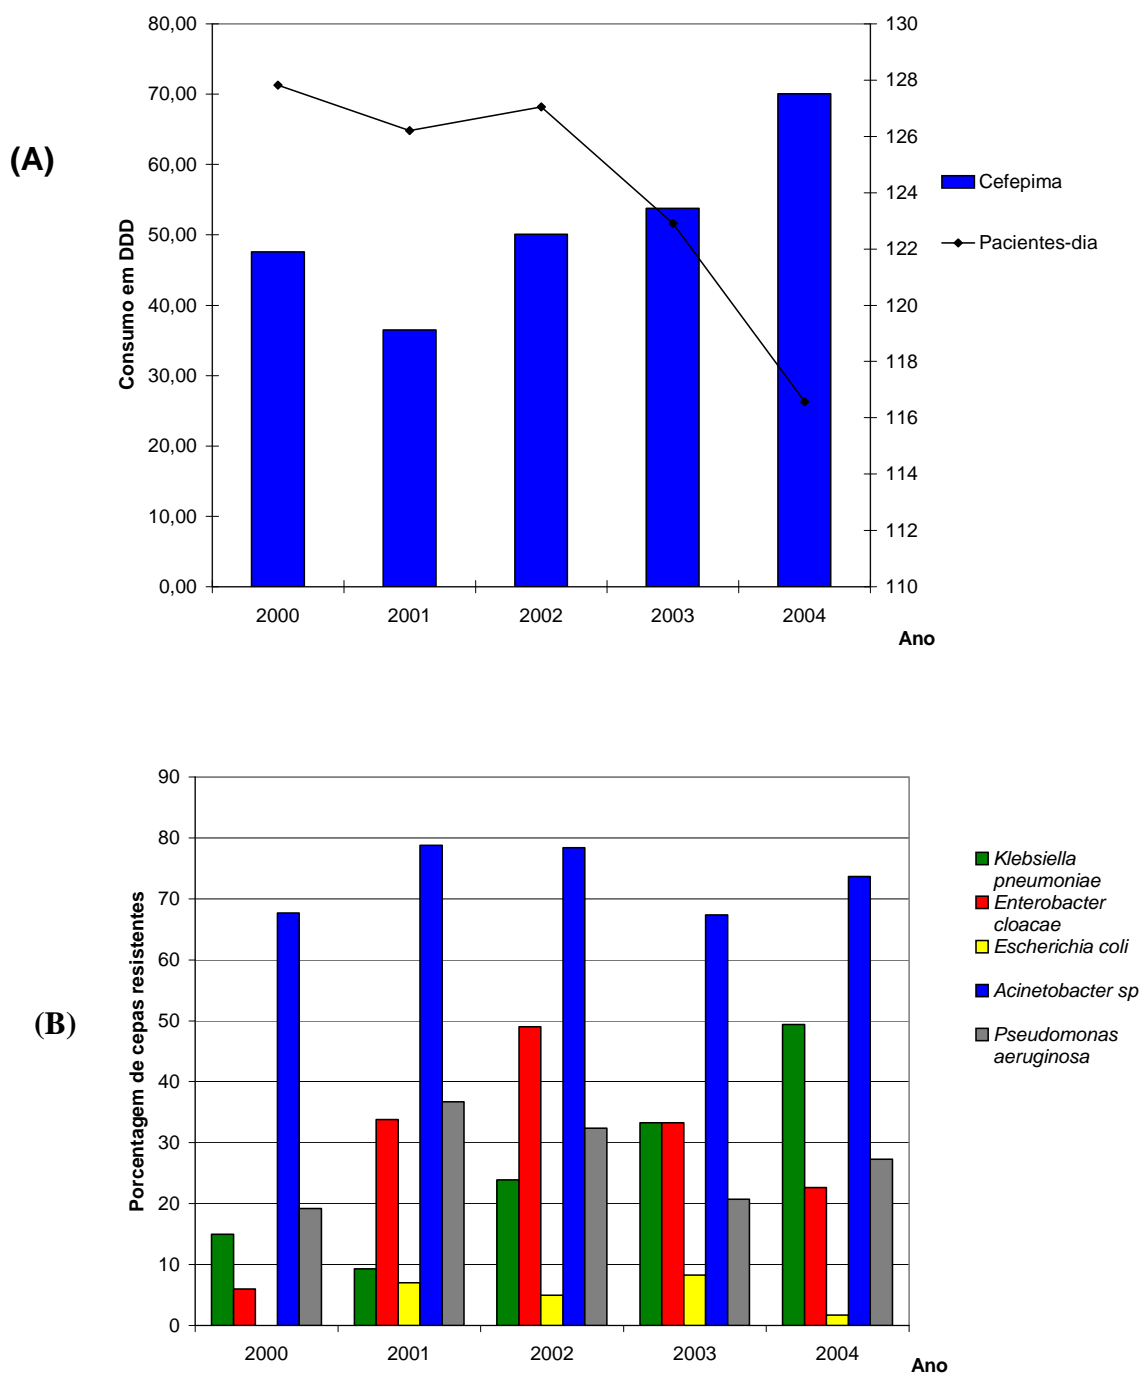 (A)
Consumo em DDD
80,00
70,00
60,00
50,00
40,00
30,00
20,00
10,00
0,00
130
128
126
124
122
120
118
116
114
112
110
2000 2001 2002 2003 2004
Ano
Cefepima
Pacientes-dia
(B)
Porcentagem de cepas resistentes
90
80
70
60
50
40
30
20
10
0
2000 2001 2002 2003 2004
Ano
Klebsiella
pneumoniae
Enterobacter
cloacae
Escherichia coli
Acinetobacter sp
Pseudomonas
aeruginosa